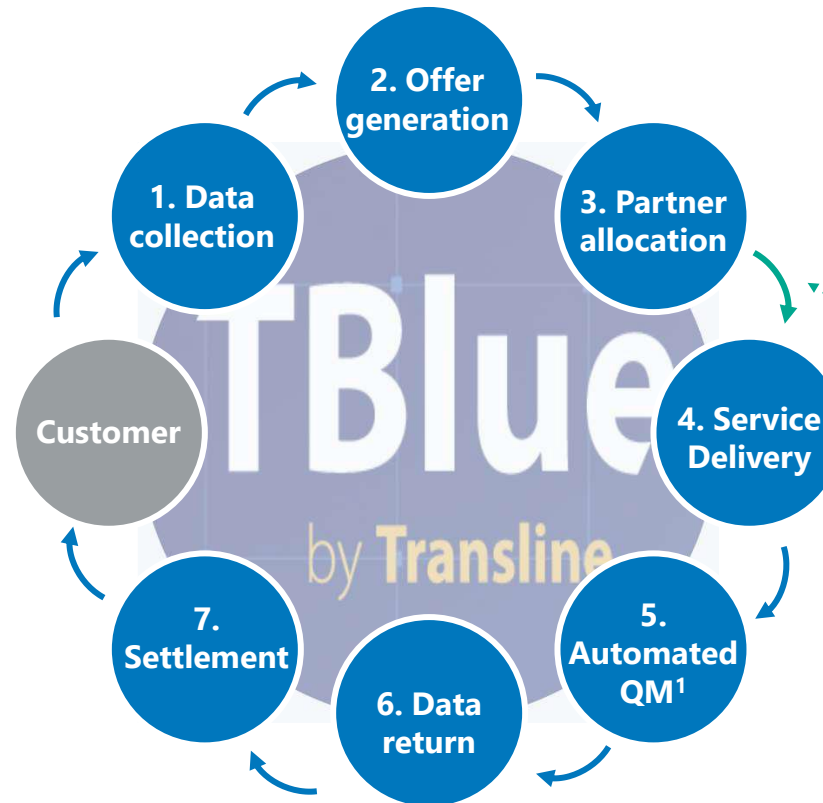 2. Offer
generation
1. Data
collection
3. Partner
allocation
TBlue
by Transline
Customer
4. Service
Delivery
7.
Settlement
5.
Automated
QM¹
6. Data
return